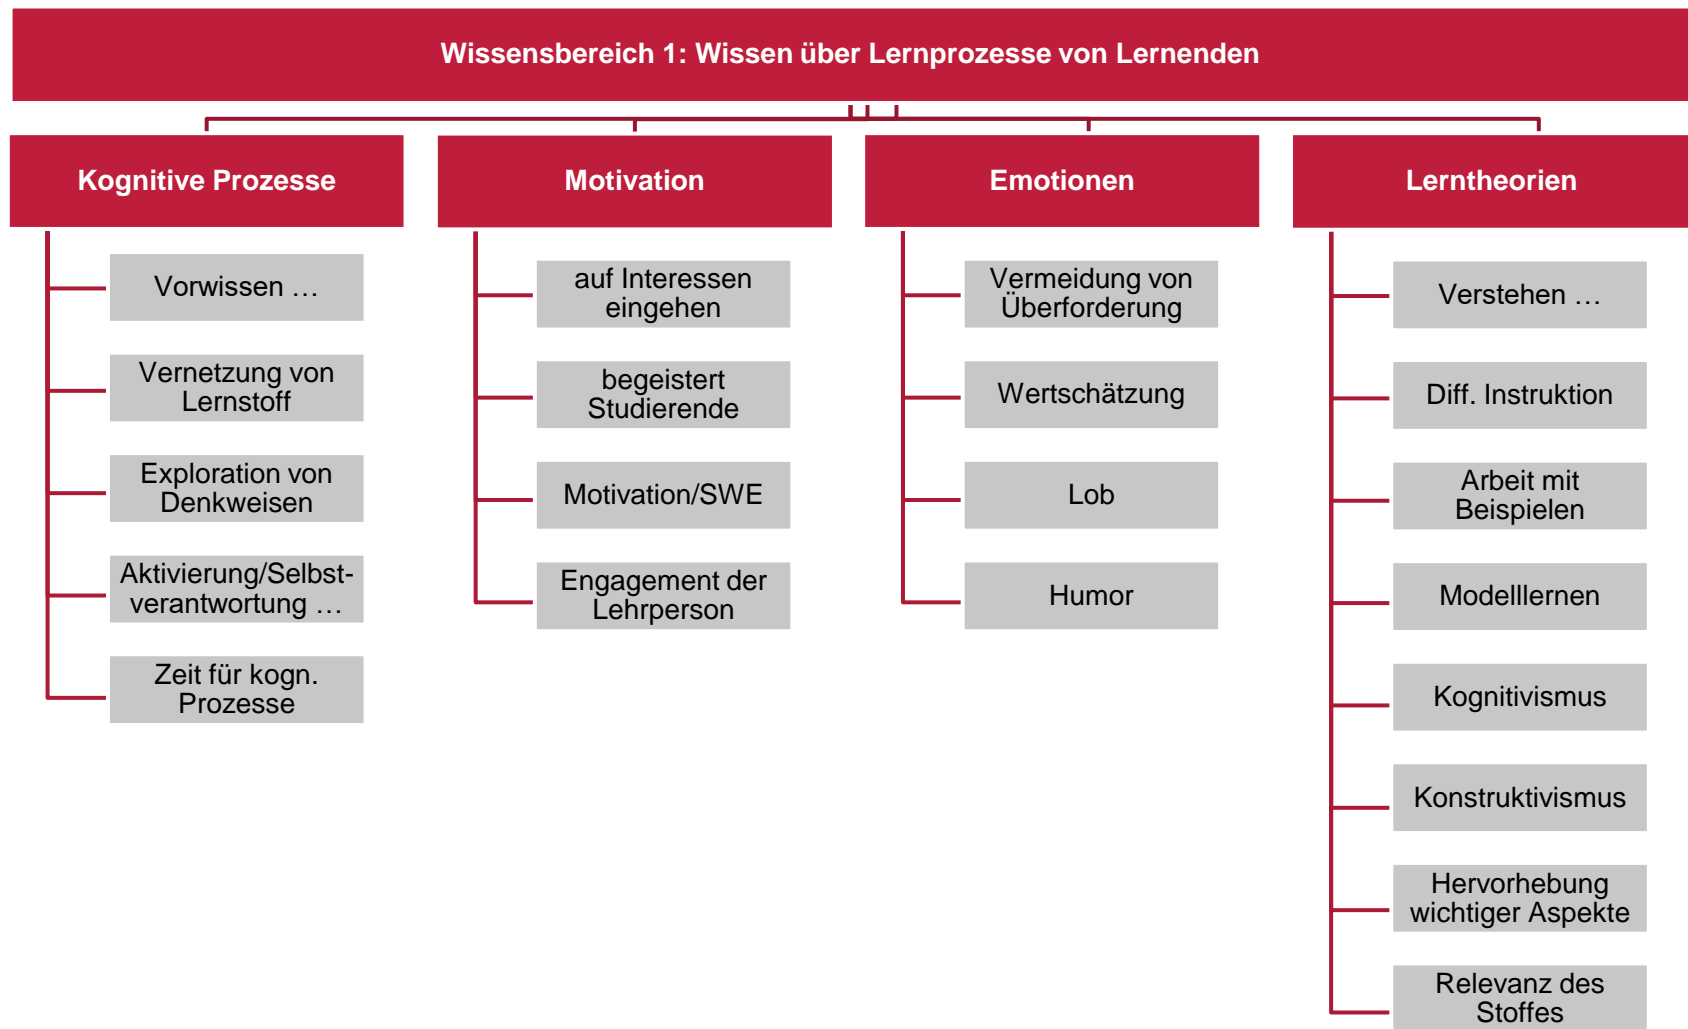 Wissensbereich 1: Wissen über Lernprozesse von Lernenden
Kognitive Prozesse
Vorwissen …
Vernetzung von
Lernstoff
Exploration von
Denkweisen
Aktivierung/Selbst-
verantwortung …
Zeit für kogn.
Prozesse
Motivation
auf Interessen
eingehen
begeistert
Studierende
Motivation/SWE
Engagement der
Lehrperson
Emotionen
Vermeidung von
Überforderung
Wertschätzung
Lob
Humor
Lerntheorien
Verstehen …
Diff. Instruktion
Arbeit mit
Beispielen
Modelllernen
Kognitivismus
Konstruktivismus
Hervorhebung
wichtiger Aspekte
Relevanz des
Stoffes